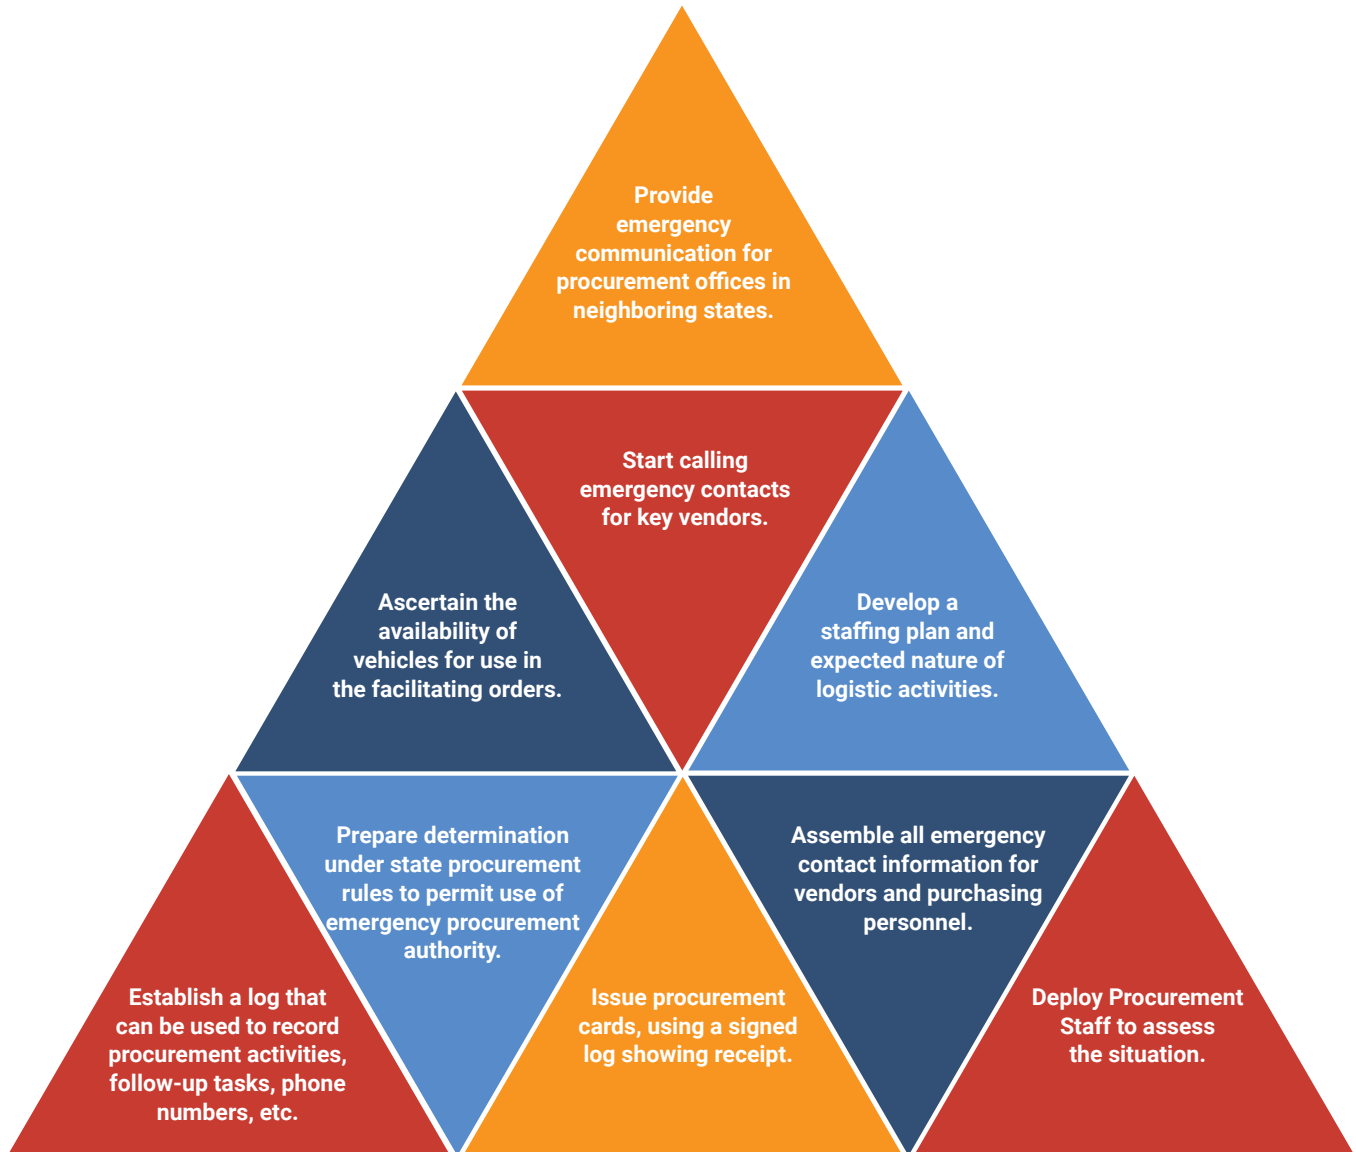 Provide
emergency
communication for
procurement offices in
neighboring states.
Start calling
emergency contacts
for key vendors.
Ascertain the
availability of
vehicles for use in
the facilitating orders.
Develop a
staffing plan and
expected nature of
logistic activities.
Establish a log that
can be used to record
procurement activities,
follow-up tasks, phone
numbers, etc.
Prepare determination
under state procurement
rules to permit use of
emergency procurement
authority.
Issue procurement
cards, using a signed
log showing receipt.
Assemble all emergency
contact information for
vendors and purchasing
personnel.
Deploy Procurement
Staff to assess
the situation.